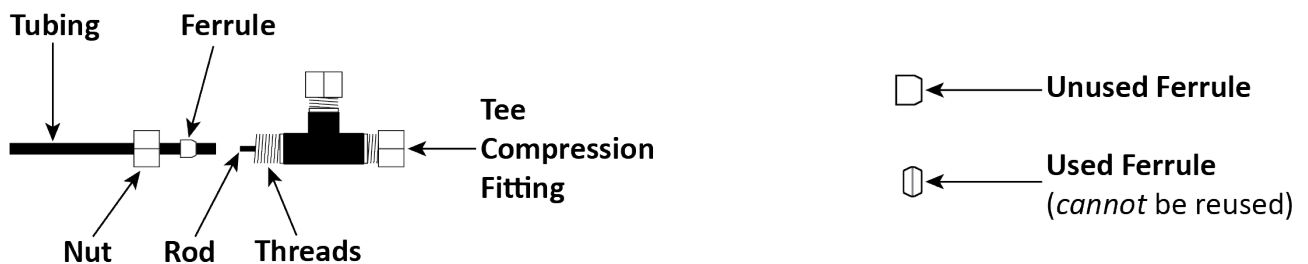 Tubing
Ferrule
Tee
Compression
Fitting
Nut
Rod
Threads
Unused Ferrule
Used Ferrule
(cannot be reused)